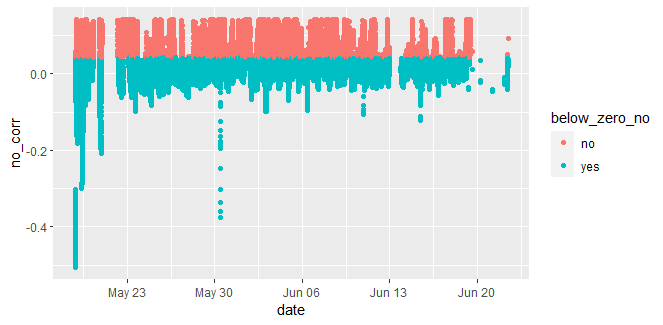 no_corr
0.0
-0.2
-0.4
May 23
May 30
Jun 06
Jun 13
Jun 20
date
below_zero_no
no
yes